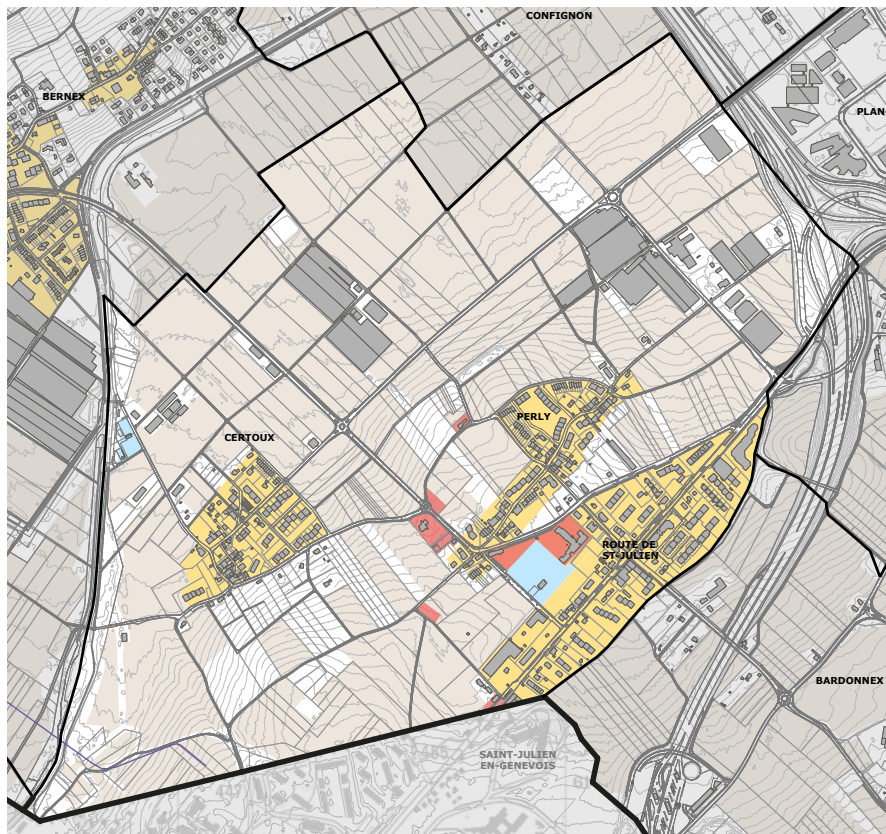 CONFIGNON
BERNEX
PLAN
PERLY
CERTOUX
ROUTE DE
ST-JULIEN
BARDONNEX
SAINT-JULIEN
EN-GENEVOIS